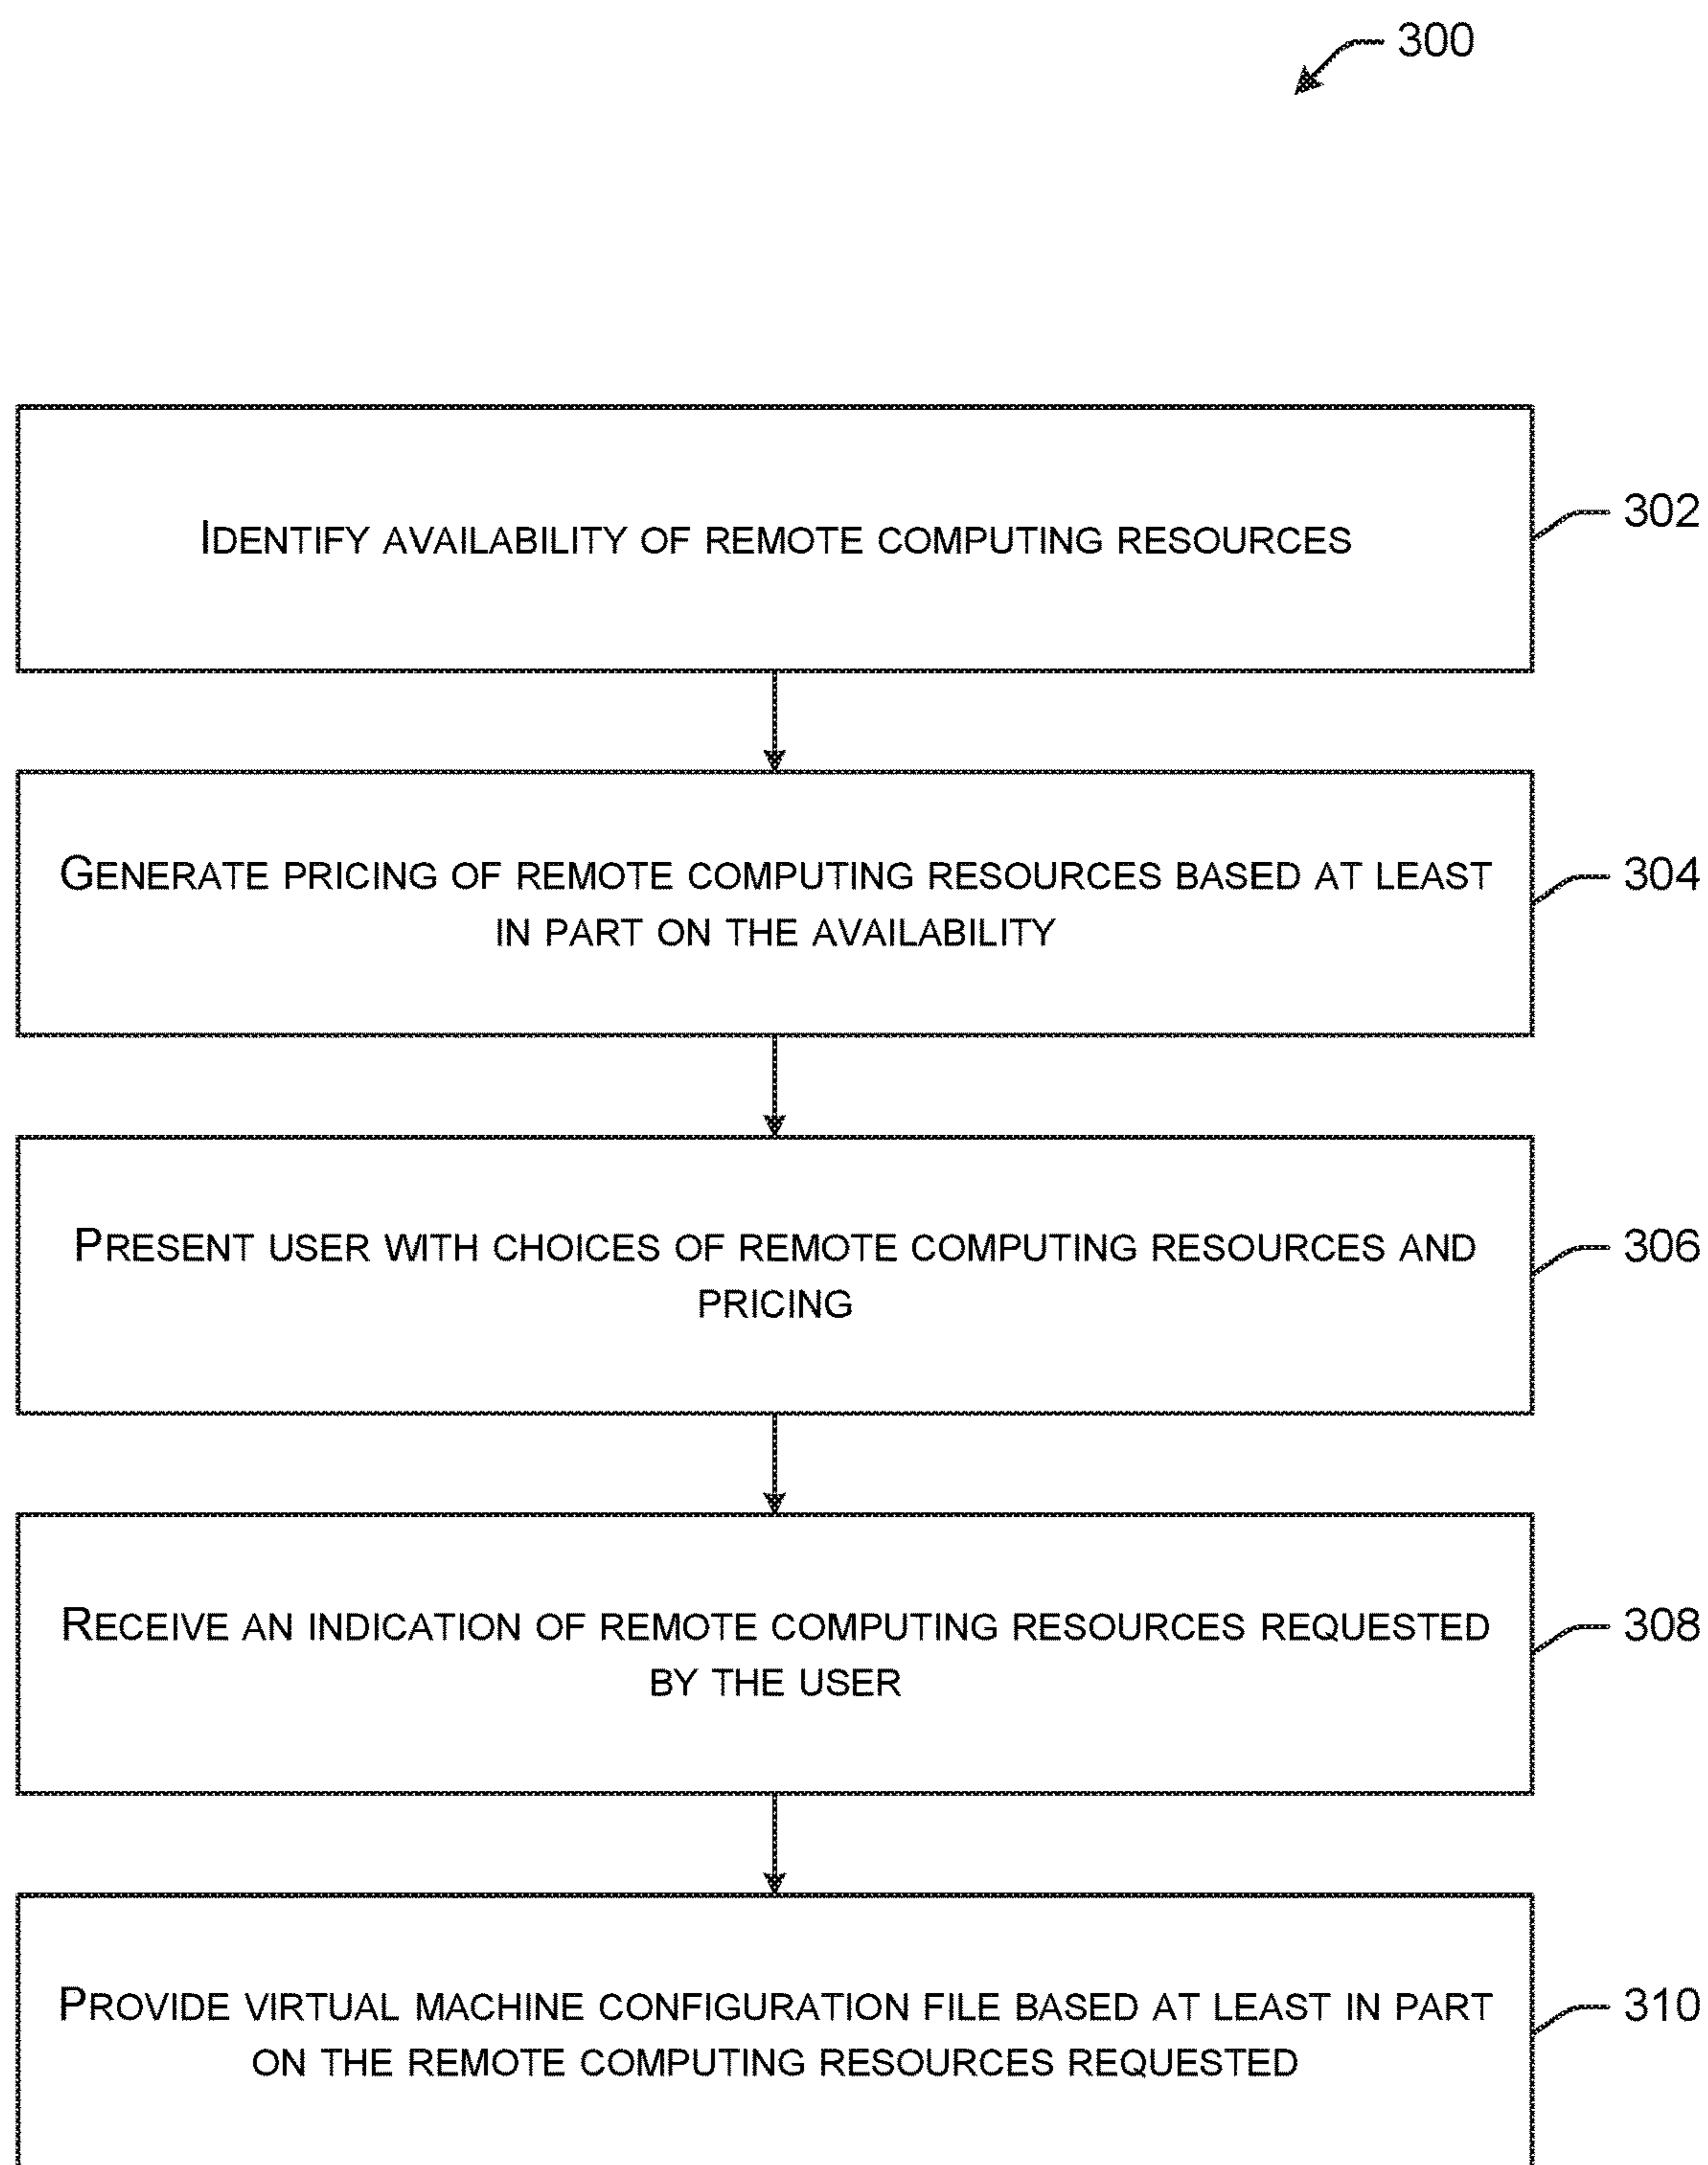 300
IDENTIFY AVAILABILITY OF REMOTE COMPUTING RESOURCES
302
GENERATE PRICING OF REMOTE COMPUTING RESOURCES BASED AT LEAST
IN PART ON THE AVAILABILITY
304
PRESENT USER WITH CHOICES OF REMOTE COMPUTING RESOURCES AND
PRICING
306
RECEIVE AN INDICATION OF REMOTE COMPUTING RESOURCES REQUESTED
BY THE USER
308
PROVIDE VIRTUAL MACHINE CONFIGURATION FILE BASED AT LEAST IN PART
ON THE REMOTE COMPUTING RESOURCES REQUESTED
310